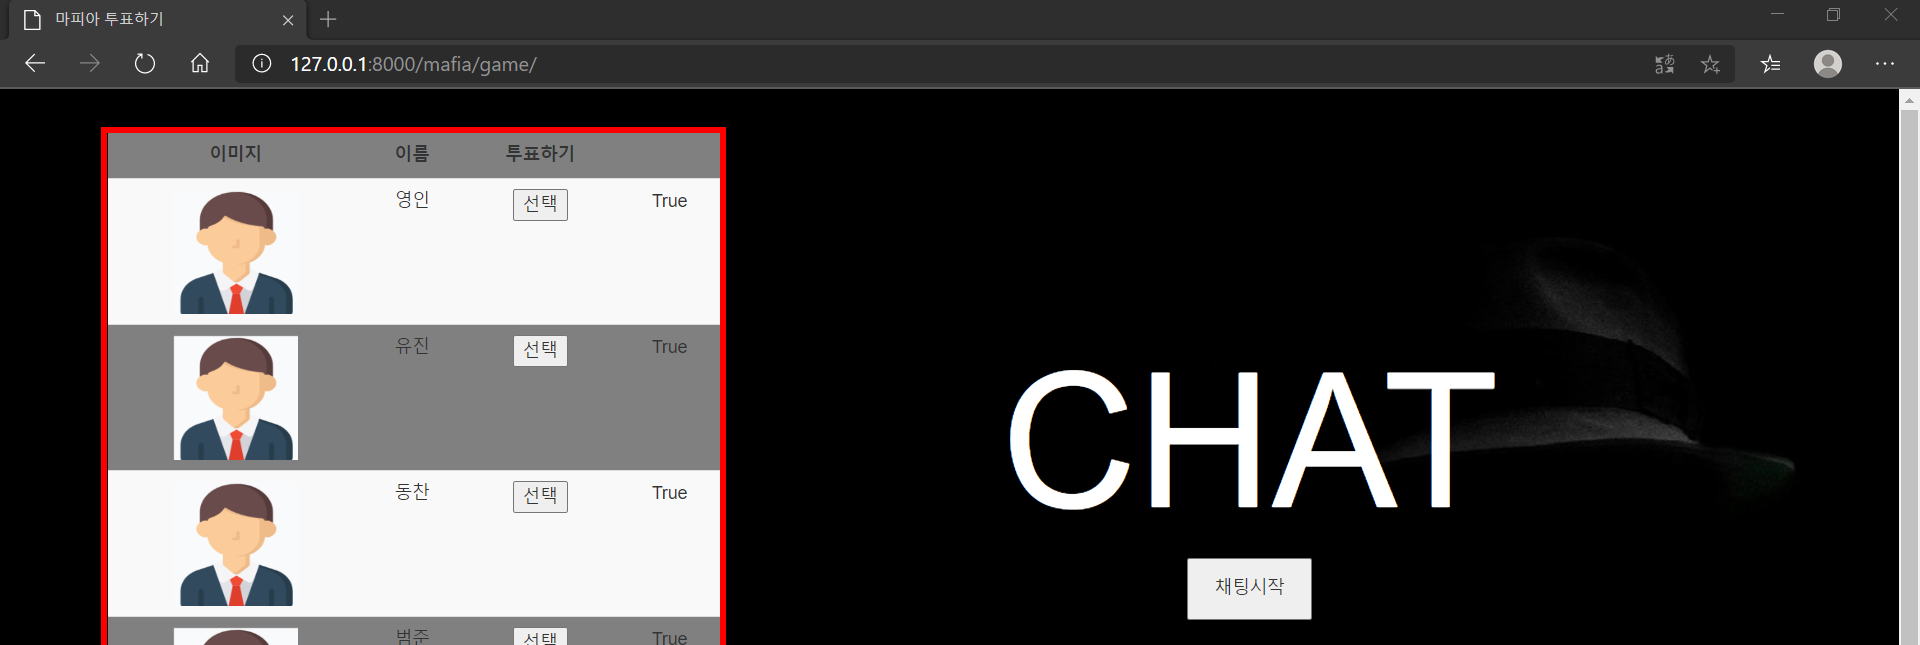 마피아 투표하기
127.0.0.1:8000/mafia/game/
이미지 이름 투표하기
영인 선택 True
유진 선택 True
동찬 선택 True
범준 선택 True
CHAT
채팅시작